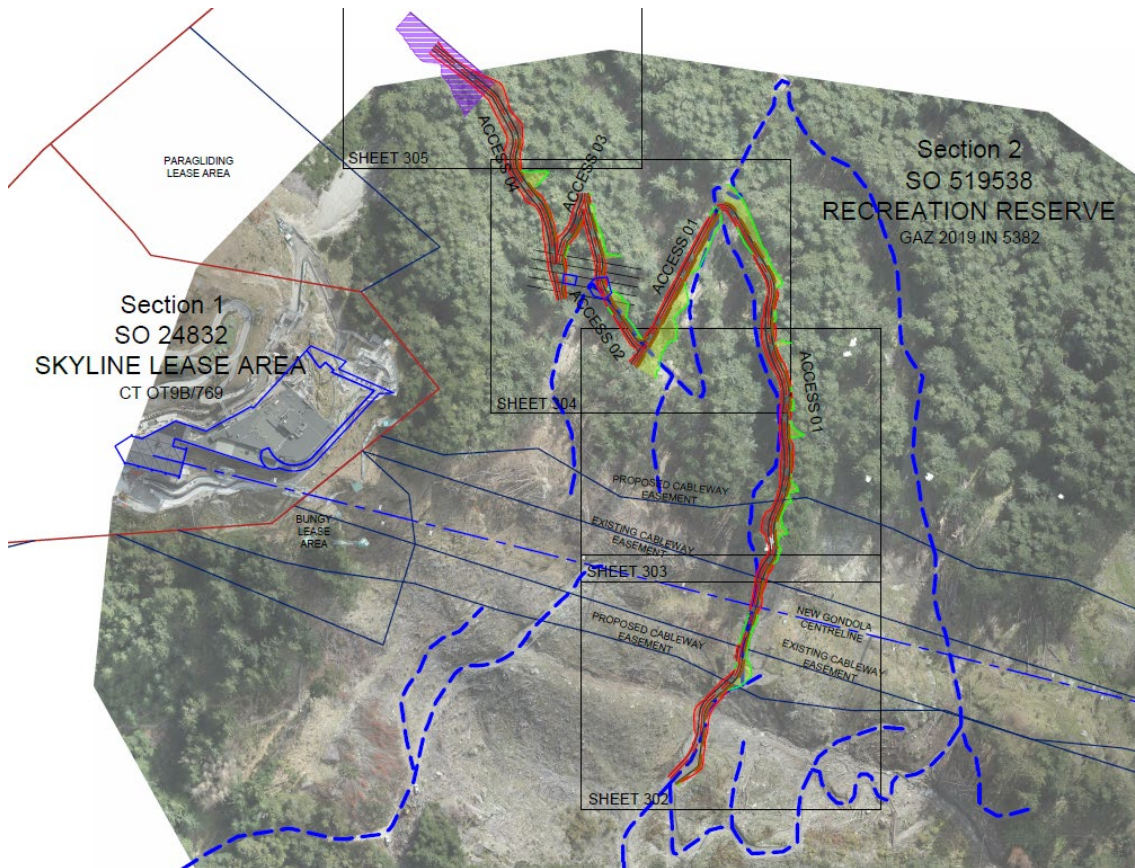 SHEET 305
PARAGLIDING
LEASE AREA
ACCESS 04
ACCESS 03
Section 2
SO 519538
RECREATION RESERVE
GAZ 2019 IN 5382
ACCESS 01
ACCESS 02
Section 1
SO 24832
SKYLINE LEASE AREA
CT OT9B/769
SHEET 304
ACCESS 01
PROPOSED CABLEWAY
EASEMENT
BUNGY
LEASE
AREA
EXISTING CABLEWAY
EASEMENT
SHEET 303
NEW GONDOLA
CENTRELINE
PROPOSED CABLEWAY
EASEMENT
EXISTING CABLEWAY
EASEMENT
SHEET 302